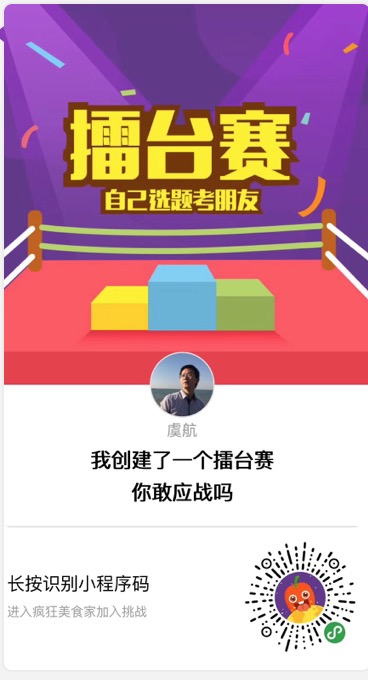 擂台赛
自己选题考朋友
虞航
我创建了一个擂台赛
你敢应战吗
长按识别小程序码
进入疯狂美食家加入挑战